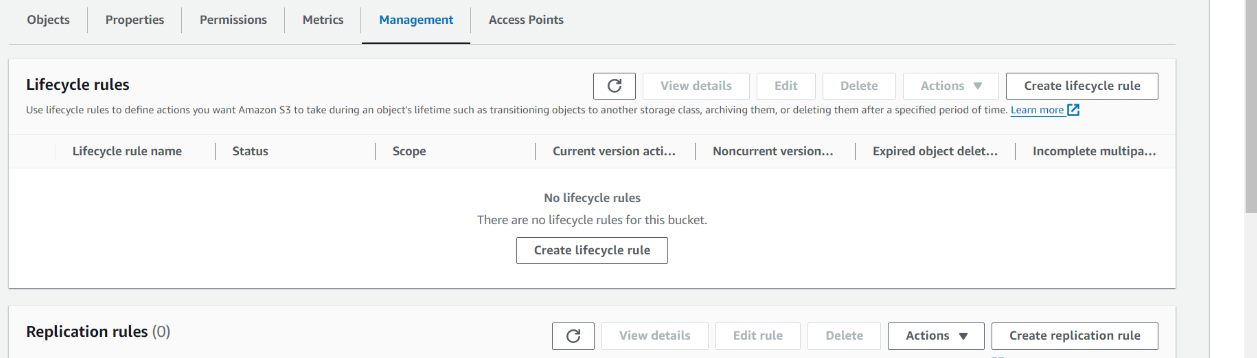 Objects Properties Permissions Metrics Management Access Points
Lifecycle rules View details Edit Delete Actions Create lifecycle rule
Use lifecycle rules to define actions you want Amazon S3 to take during an object's lifetime such as transitioning objects to another storage class, archiving them, or deleting them after a specified period of time. Learn more
Lifecycle rule name Status Scope Current version acti... Noncurrent version... Expired object delet... Incomplete multipa...
No lifecycle rules
There are no lifecycle rules for this bucket.
Create lifecycle rule
Replication rules (0) View details Edit rule Delete Actions Create replication rule